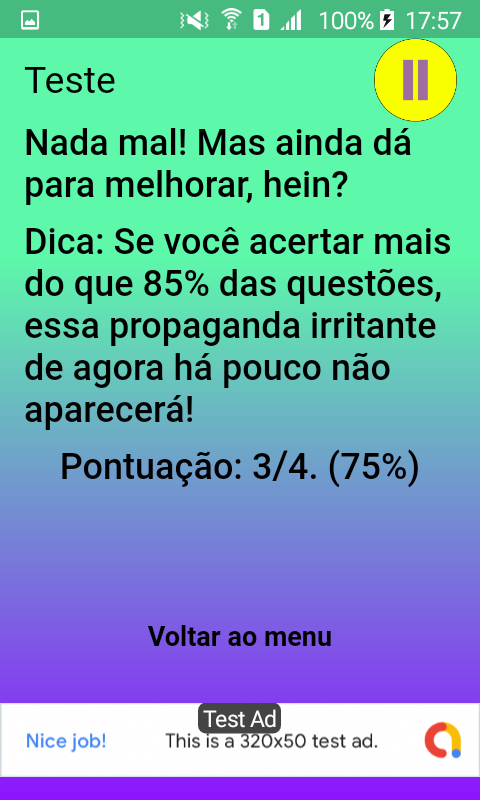 1 100% 17:57
Teste
Nada mal! Mas ainda dá
para melhorar, hein?
Dica: Se você acertar mais
do que 85% das questões,
essa propaganda irritante
de agora há pouco não
aparecerá!
Pontuação: 3/4. (75%)
Voltar ao menu
Test Ad
Nice job! This is a 320x50 test ad.